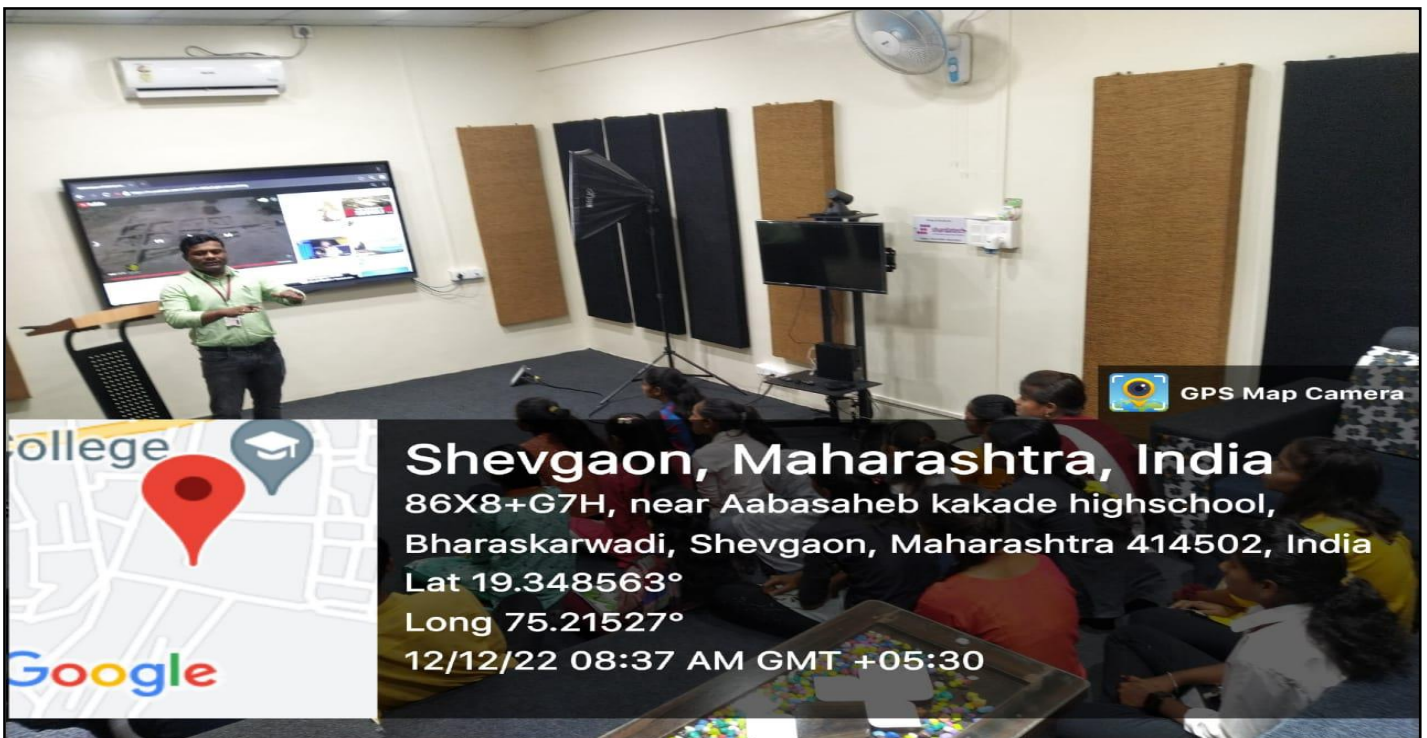 GPS Map Camera
ollege
Google
Shevgaon, Maharashtra, India
86X8+G7H, near Aabasaheb kakade highschool,
Bharaskarwadi, Shevgaon, Maharashtra 414502, India
Lat 19.348563°
Long 75.21527°
12/12/22 08:37 AM GMT +05:30